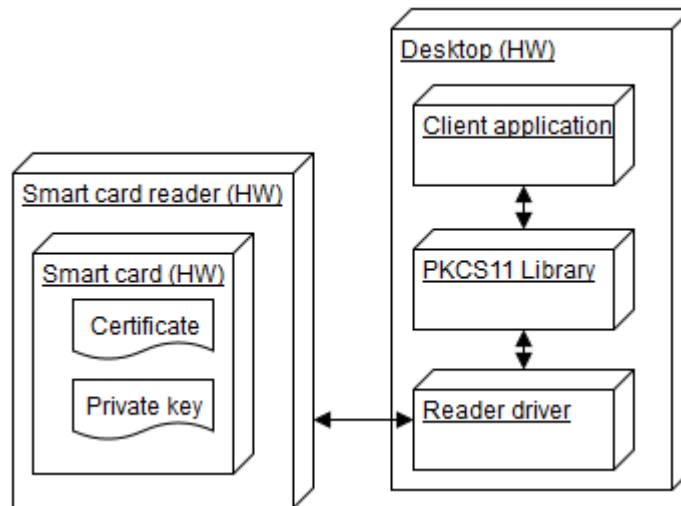 Desktop (HW)
Client application
Smart card reader (HW)
Smart card (HW)
PKCS11 Library
Certificate
Private key
Reader driver